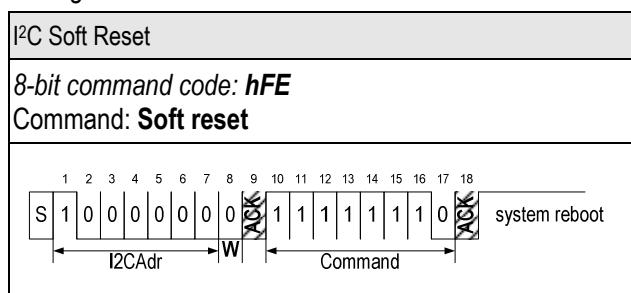 I²C Soft Reset
8-bit command code: hFE
Command: Soft reset
1 2 3 4 5 6 7 8 9 10 11 12 13 14 15 16 17 18
S 1 0 0 0 0 0 0 0 ACK 1 1 1 1 1 1 1 0 ACK system reboot
I2CAdr W Command